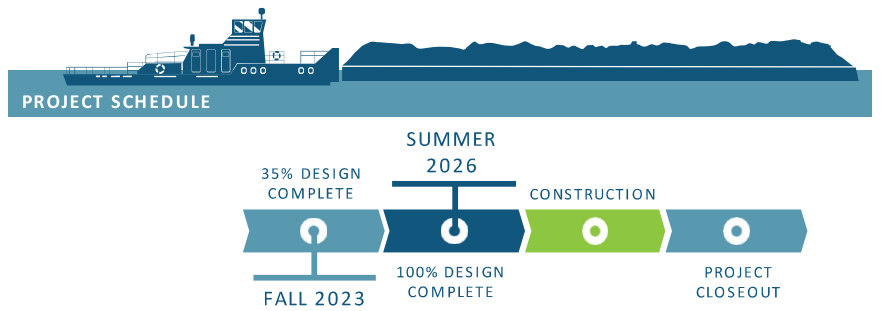 PROJECT SCHEDULE
35% DESIGN
COMPLETE
FALL 2023
SUMMER
2026
100% DESIGN
COMPLETE
CONSTRUCTION
PROJECT
CLOSEOUT